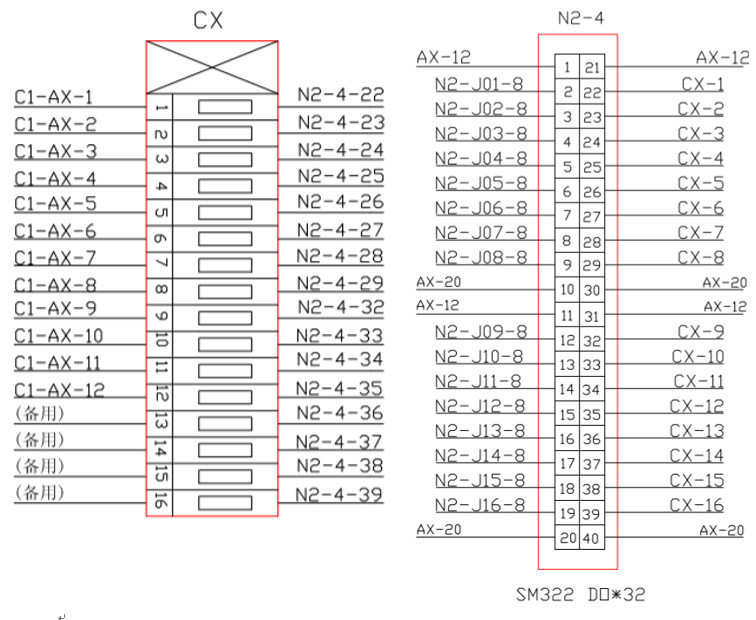 CX
C1-AX-1 1 N2-4-22
C1-AX-2 2 N2-4-23
C1-AX-3 3 N2-4-24
C1-AX-4 4 N2-4-25
C1-AX-5 5 N2-4-26
C1-AX-6 6 N2-4-27
C1-AX-7 7 N2-4-28
C1-AX-8 8 N2-4-29
C1-AX-9 9 N2-4-32
C1-AX-10 10 N2-4-33
C1-AX-11 11 N2-4-34
C1-AX-12 12 N2-4-35
(备用) 13 N2-4-36
(备用) 14 N2-4-37
(备用) 15 N2-4-38
(备用) 16 N2-4-39
N2-4
AX-12 1 21 AX-12
N2-J01-8 2 22 CX-1
N2-J02-8 3 23 CX-2
N2-J03-8 4 24 CX-3
N2-J04-8 5 25 CX-4
N2-J05-8 6 26 CX-5
N2-J06-8 7 27 CX-6
N2-J07-8 8 28 CX-7
N2-J08-8 9 29 CX-8
AX-20 10 30 AX-20
AX-12 11 31 AX-12
N2-J09-8 12 32 CX-9
N2-J10-8 13 33 CX-10
N2-J11-8 14 34 CX-11
N2-J12-8 15 35 CX-12
N2-J13-8 16 36 CX-13
N2-J14-8 17 37 CX-14
N2-J15-8 18 38 CX-15
N2-J16-8 19 39 CX-16
AX-20 20 40 AX-20
SM322 DO*32